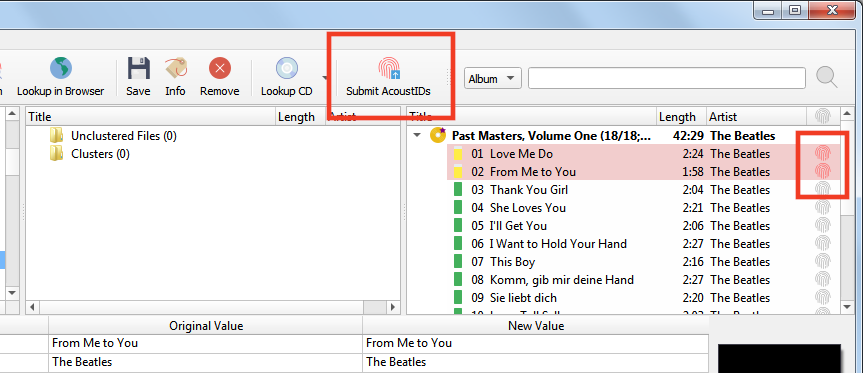 Lookup in Browser Save Info Remove Lookup CD Submit AcoustIDs Album
Title Length Artist
Unclustered Files (0)
Clusters (0)
Title Length Artist
Past Masters, Volume One (18/18;... 42:29 The Beatles
01 Love Me Do 2:24 The Beatles
02 From Me to You 1:58 The Beatles
03 Thank You Girl 2:04 The Beatles
04 She Loves You 2:21 The Beatles
05 I'll Get You 2:06 The Beatles
06 I Want to Hold Your Hand 2:27 The Beatles
07 This Boy 2:16 The Beatles
08 Komm, gib mir deine Hand 2:27 The Beatles
09 Sie liebt dich 2:20 The Beatles
Original Value New Value
From Me to You From Me to You
The Beatles The Beatles